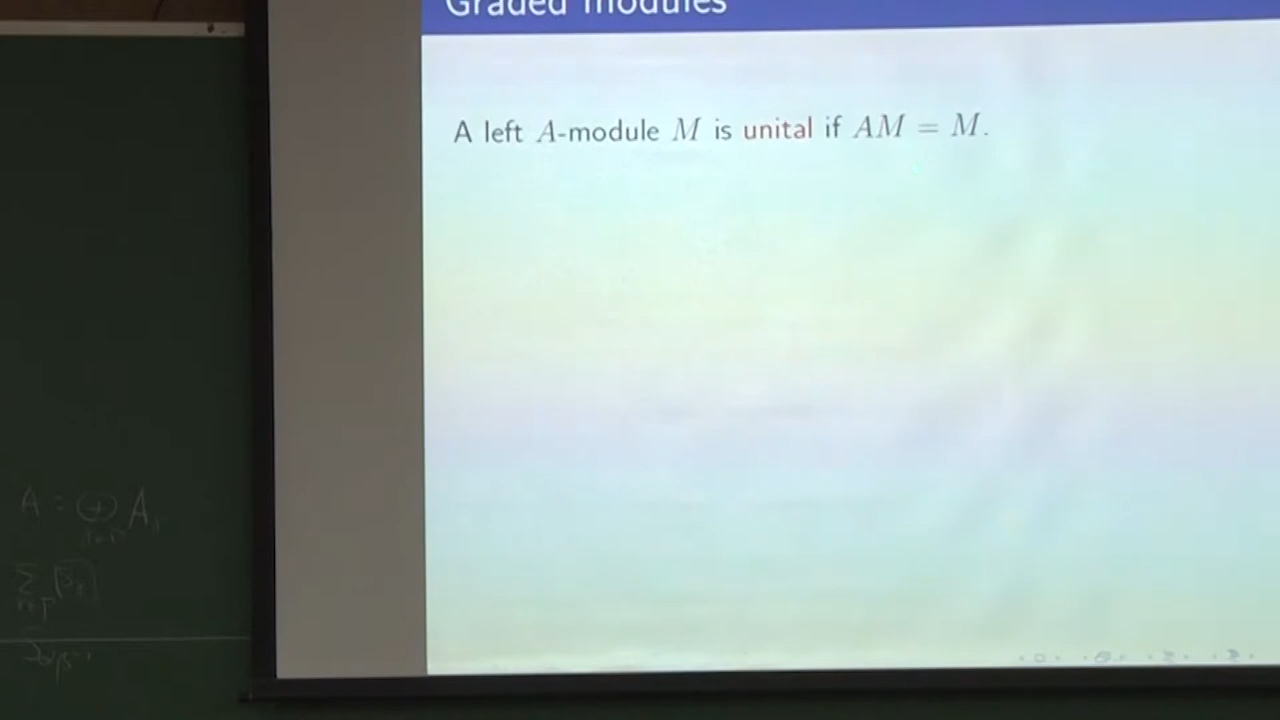 Graded modules
A left A-module M is unital if AM = M.
A = ⊕ A